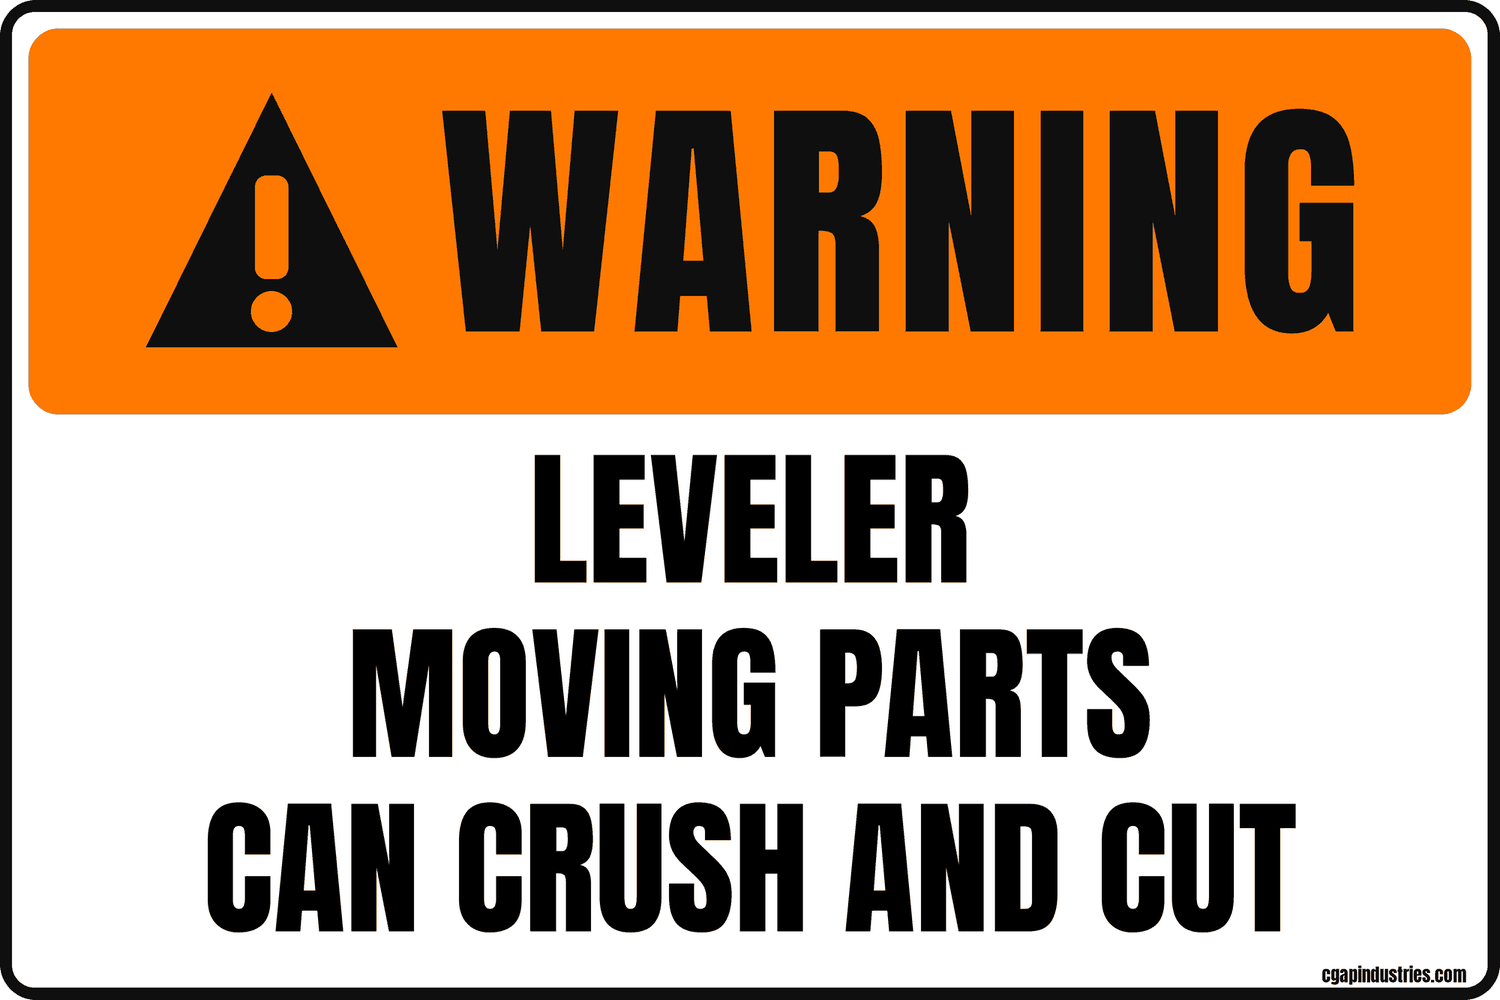 WARNING
LEVELER
MOVING PARTS
CAN CRUSH AND CUT
cgapindustries.com